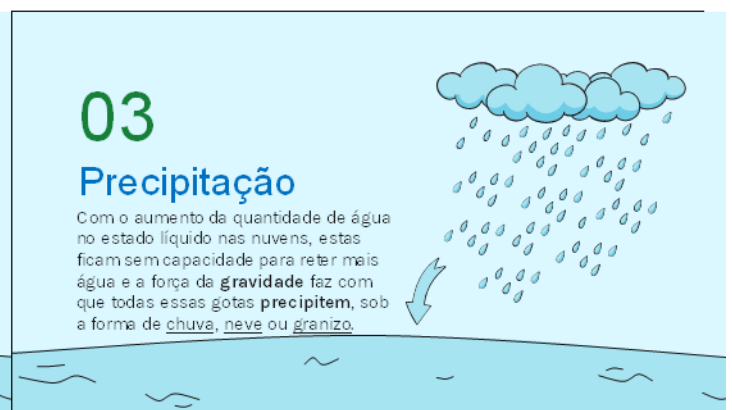 03
Precipitação
Com o aumento da quantidade de água
no estado líquido nas nuvens, estas
ficam sem capacidade para reter mais
água e a força da gravidade faz com
que todas essas gotas precipitem, sob
a forma de chuva, neve ou granizo.